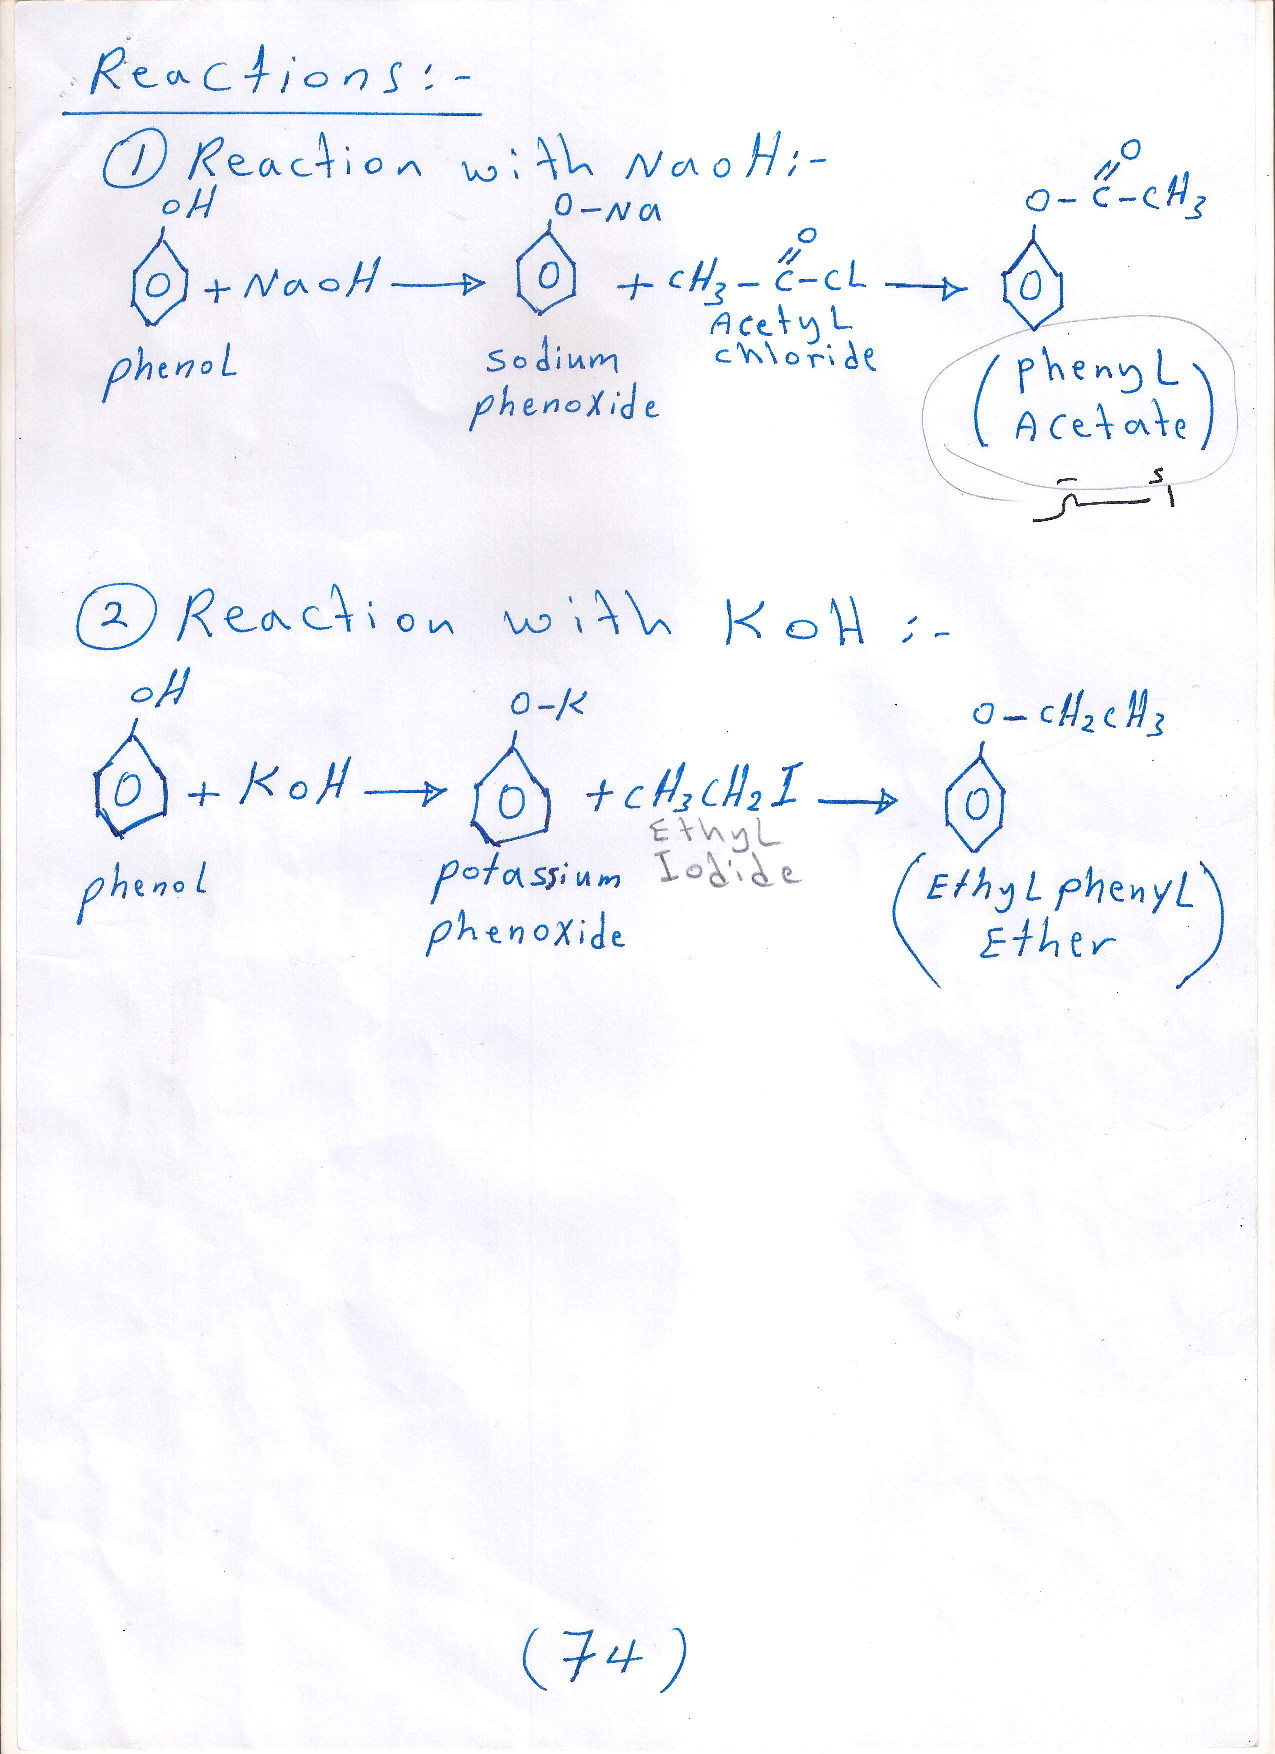 Reactions:-
① Reaction with NaoH:-
oH
O-Na
O
O-C-CH3
+ NaoH
O
+ CH3-C-CL
phenol
sodium phenoxide
Acetyl chloride
(phenyL Acetate)
أستر
② Reaction with KoH :-
oH
O-K
O-CH2CH3
+ KoH
+ CH3CH2I
phenol
potassium phenoxide
EthyL Iodide
(EthyL phenyL Ether)
(74)